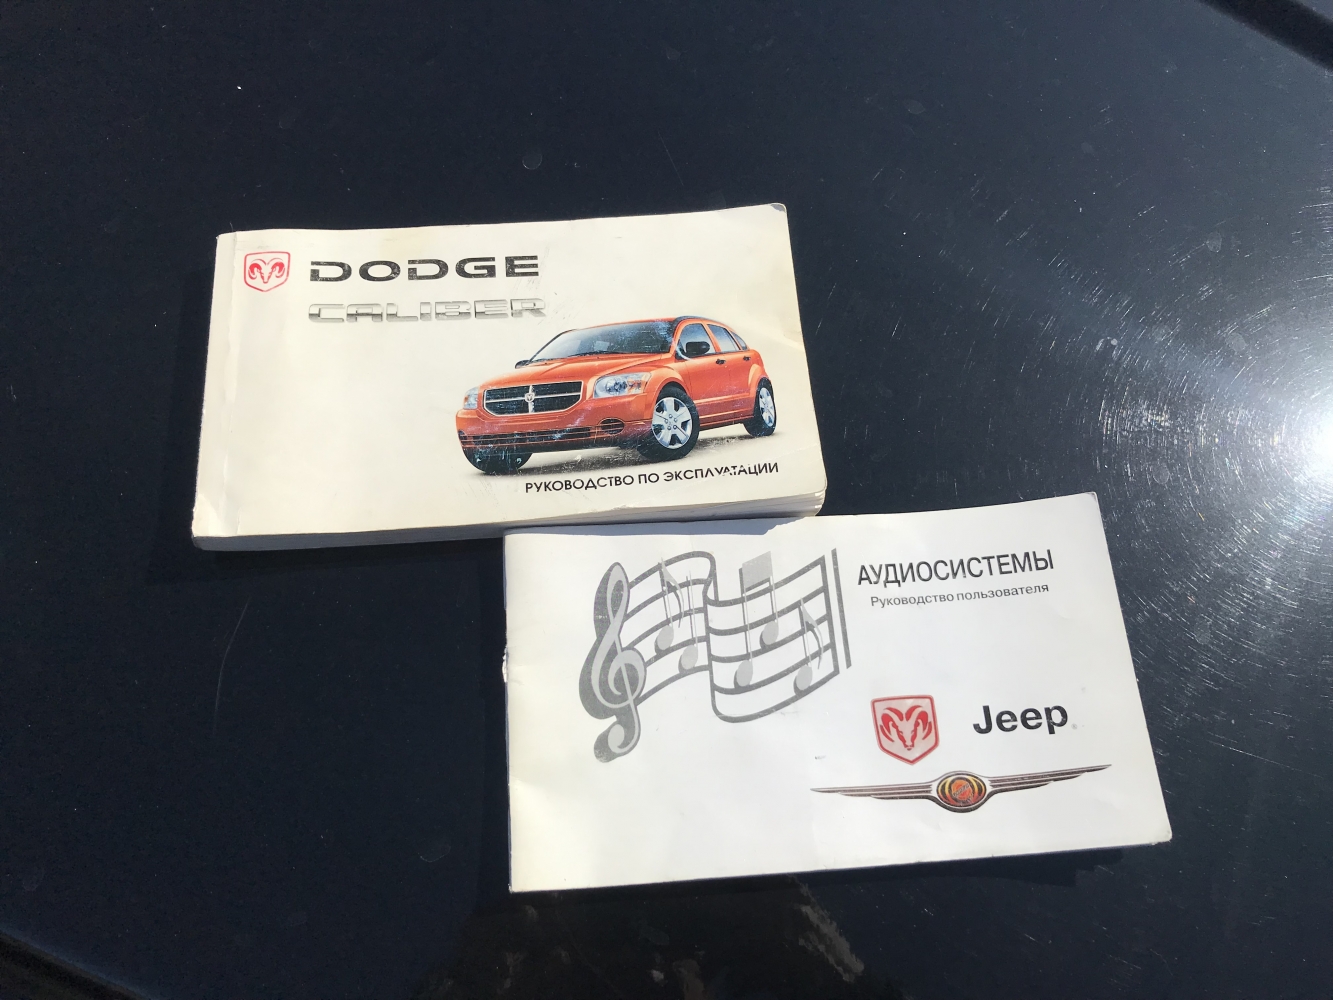 DODGE
CALIBER
РУКОВОДСТВО ПО ЭКСПЛУАТАЦИИ
АУДИОСИСТЕМЫ
Руководство пользователя
Jeep